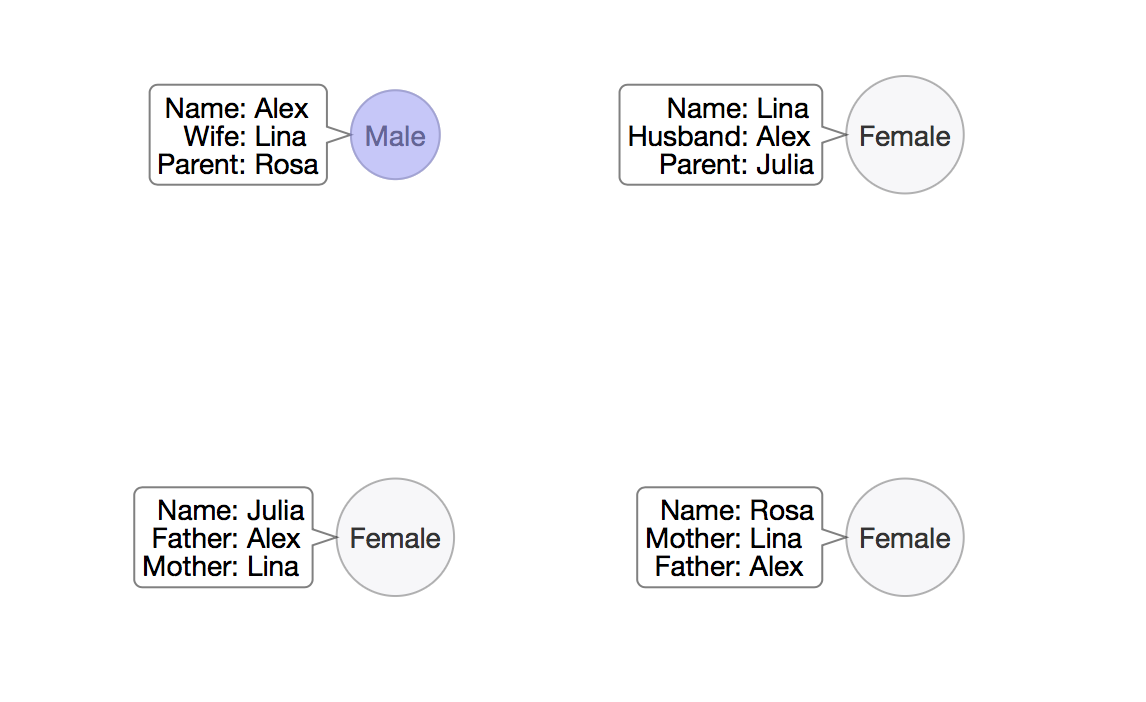 Name: Alex
Wife: Lina
Parent: Rosa
Male
Name: Lina
Husband: Alex
Parent: Julia
Female
Name: Julia
Father: Alex
Mother: Lina
Female
Name: Rosa
Mother: Lina
Father: Alex
Female